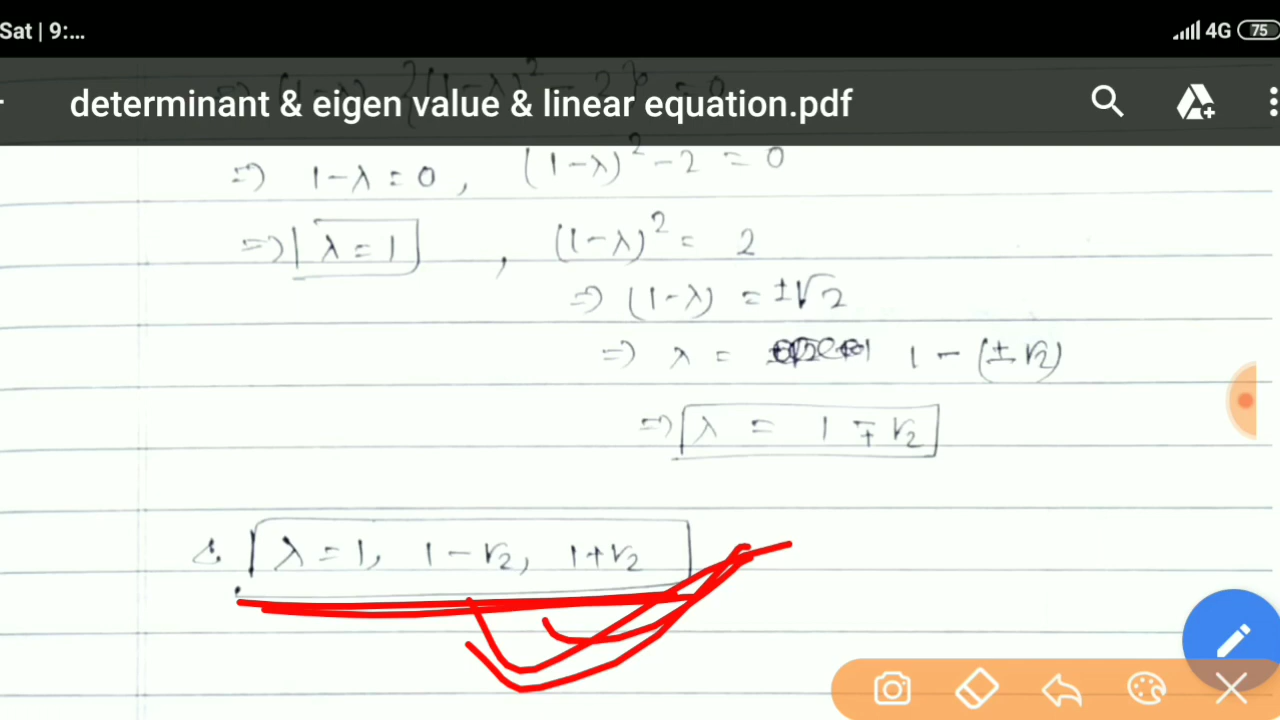 Sat | 9:...
4G 75
determinant & eigen value & linear equation.pdf
⇒ 1-λ=0, (1-λ)² - 2 = 0
⇒ λ = 1 , (1-λ)² = 2
⇒ (1-λ) = ±√2
⇒ λ = 1 - (±√2)
⇒ λ = 1 ∓ √2
∴ λ = 1, 1-√2, 1+√2